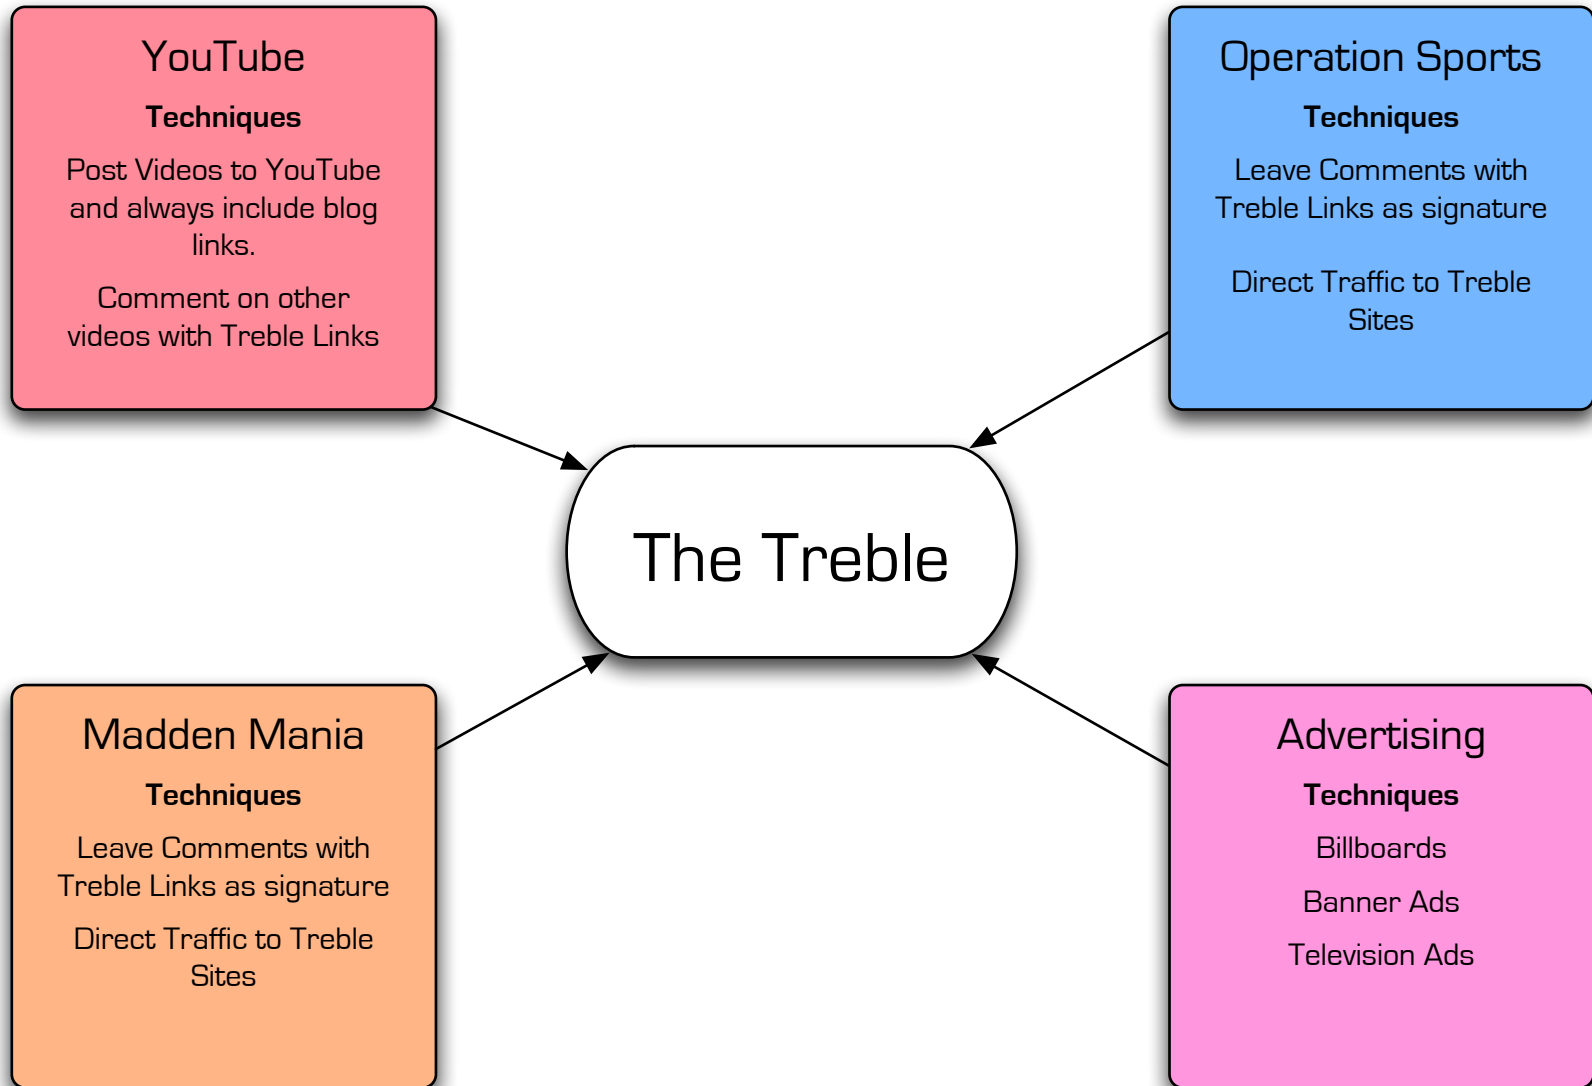 YouTube
Techniques
Post Videos to YouTube
and always include blog
links.
Comment on other
videos with Treble Links
Operation Sports
Techniques
Leave Comments with
Treble Links as signature
Direct Traffic to Treble
Sites
The Treble
Madden Mania
Techniques
Leave Comments with
Treble Links as signature
Direct Traffic to Treble
Sites
Advertising
Techniques
Billboards
Banner Ads
Television Ads